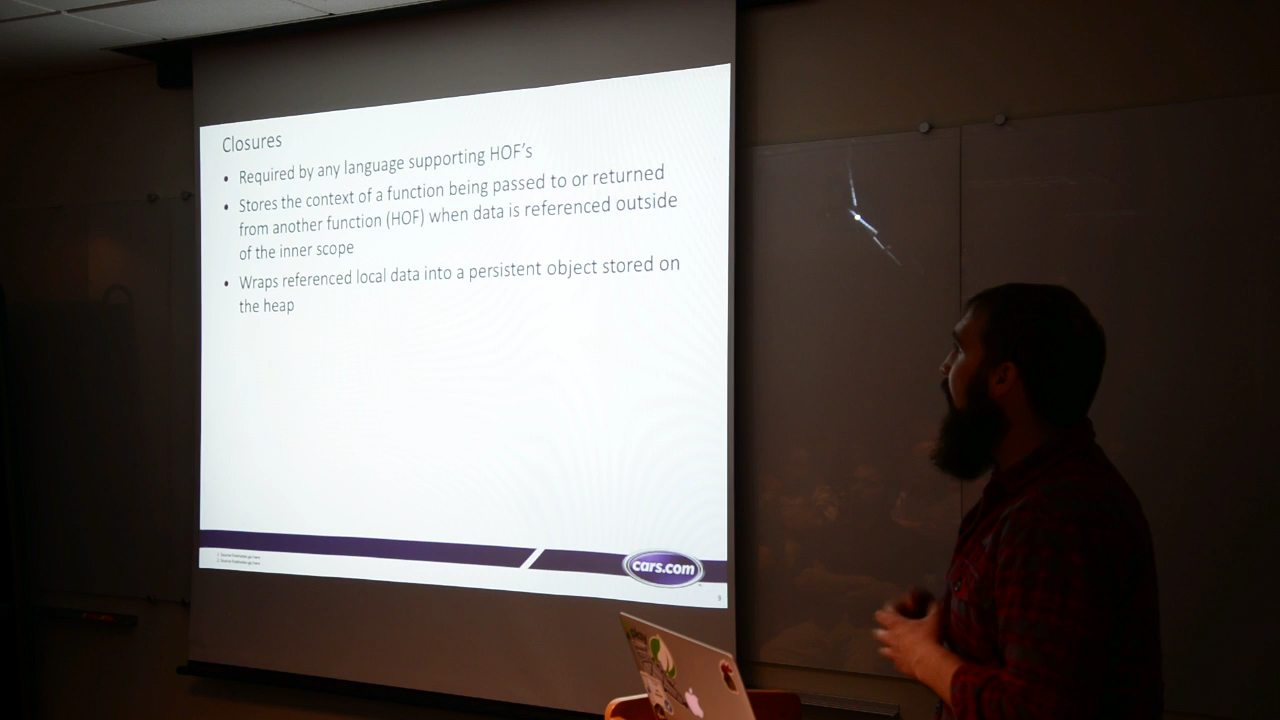 Closures
• Required by any language supporting HOF's
• Stores the context of a function being passed to or returned
from another function (HOF) when data is referenced outside
of the inner scope
• Wraps referenced local data into a persistent object stored on
the heap
cars.com
9